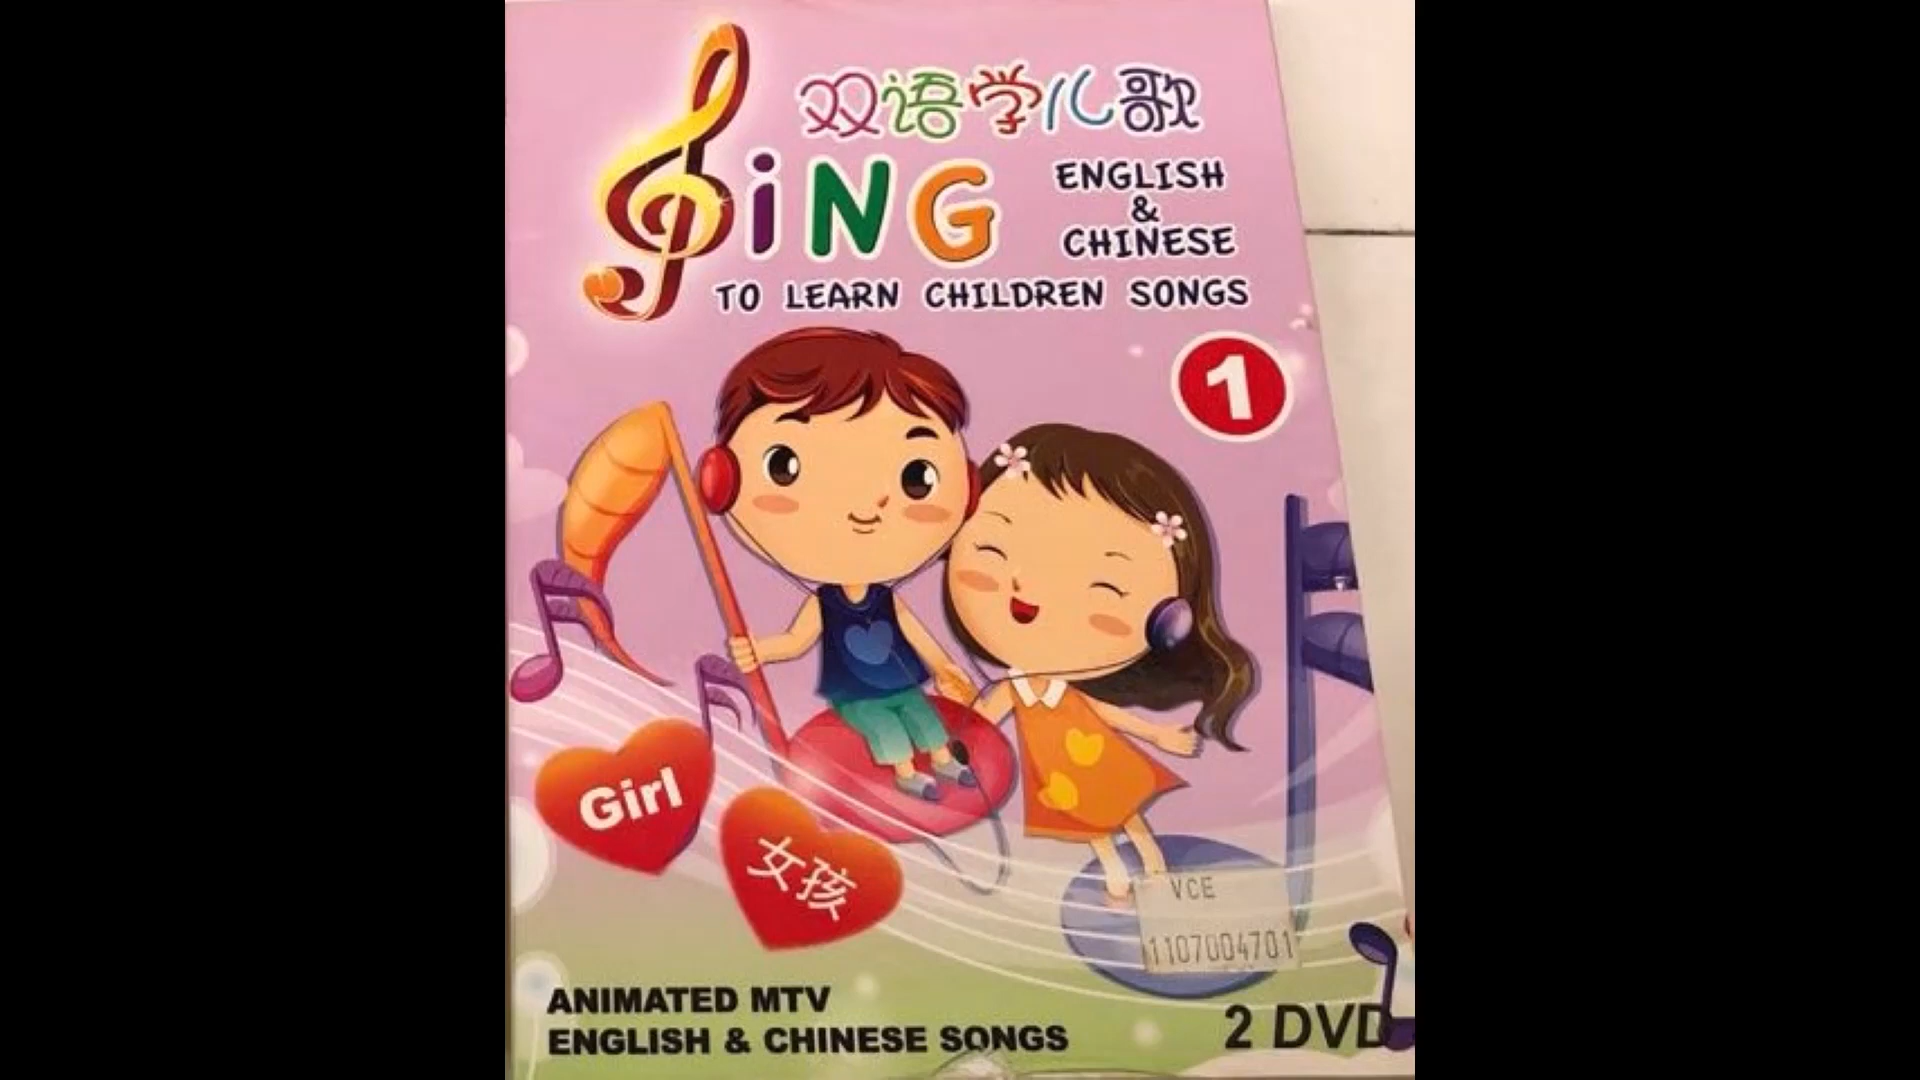 双语学儿歌
SiNG
ENGLISH
&
CHINESE
TO LEARN CHILDREN SONGS
1
Girl
女孩
VCE
1107004701
ANIMATED MTV
ENGLISH & CHINESE SONGS
2 DVD